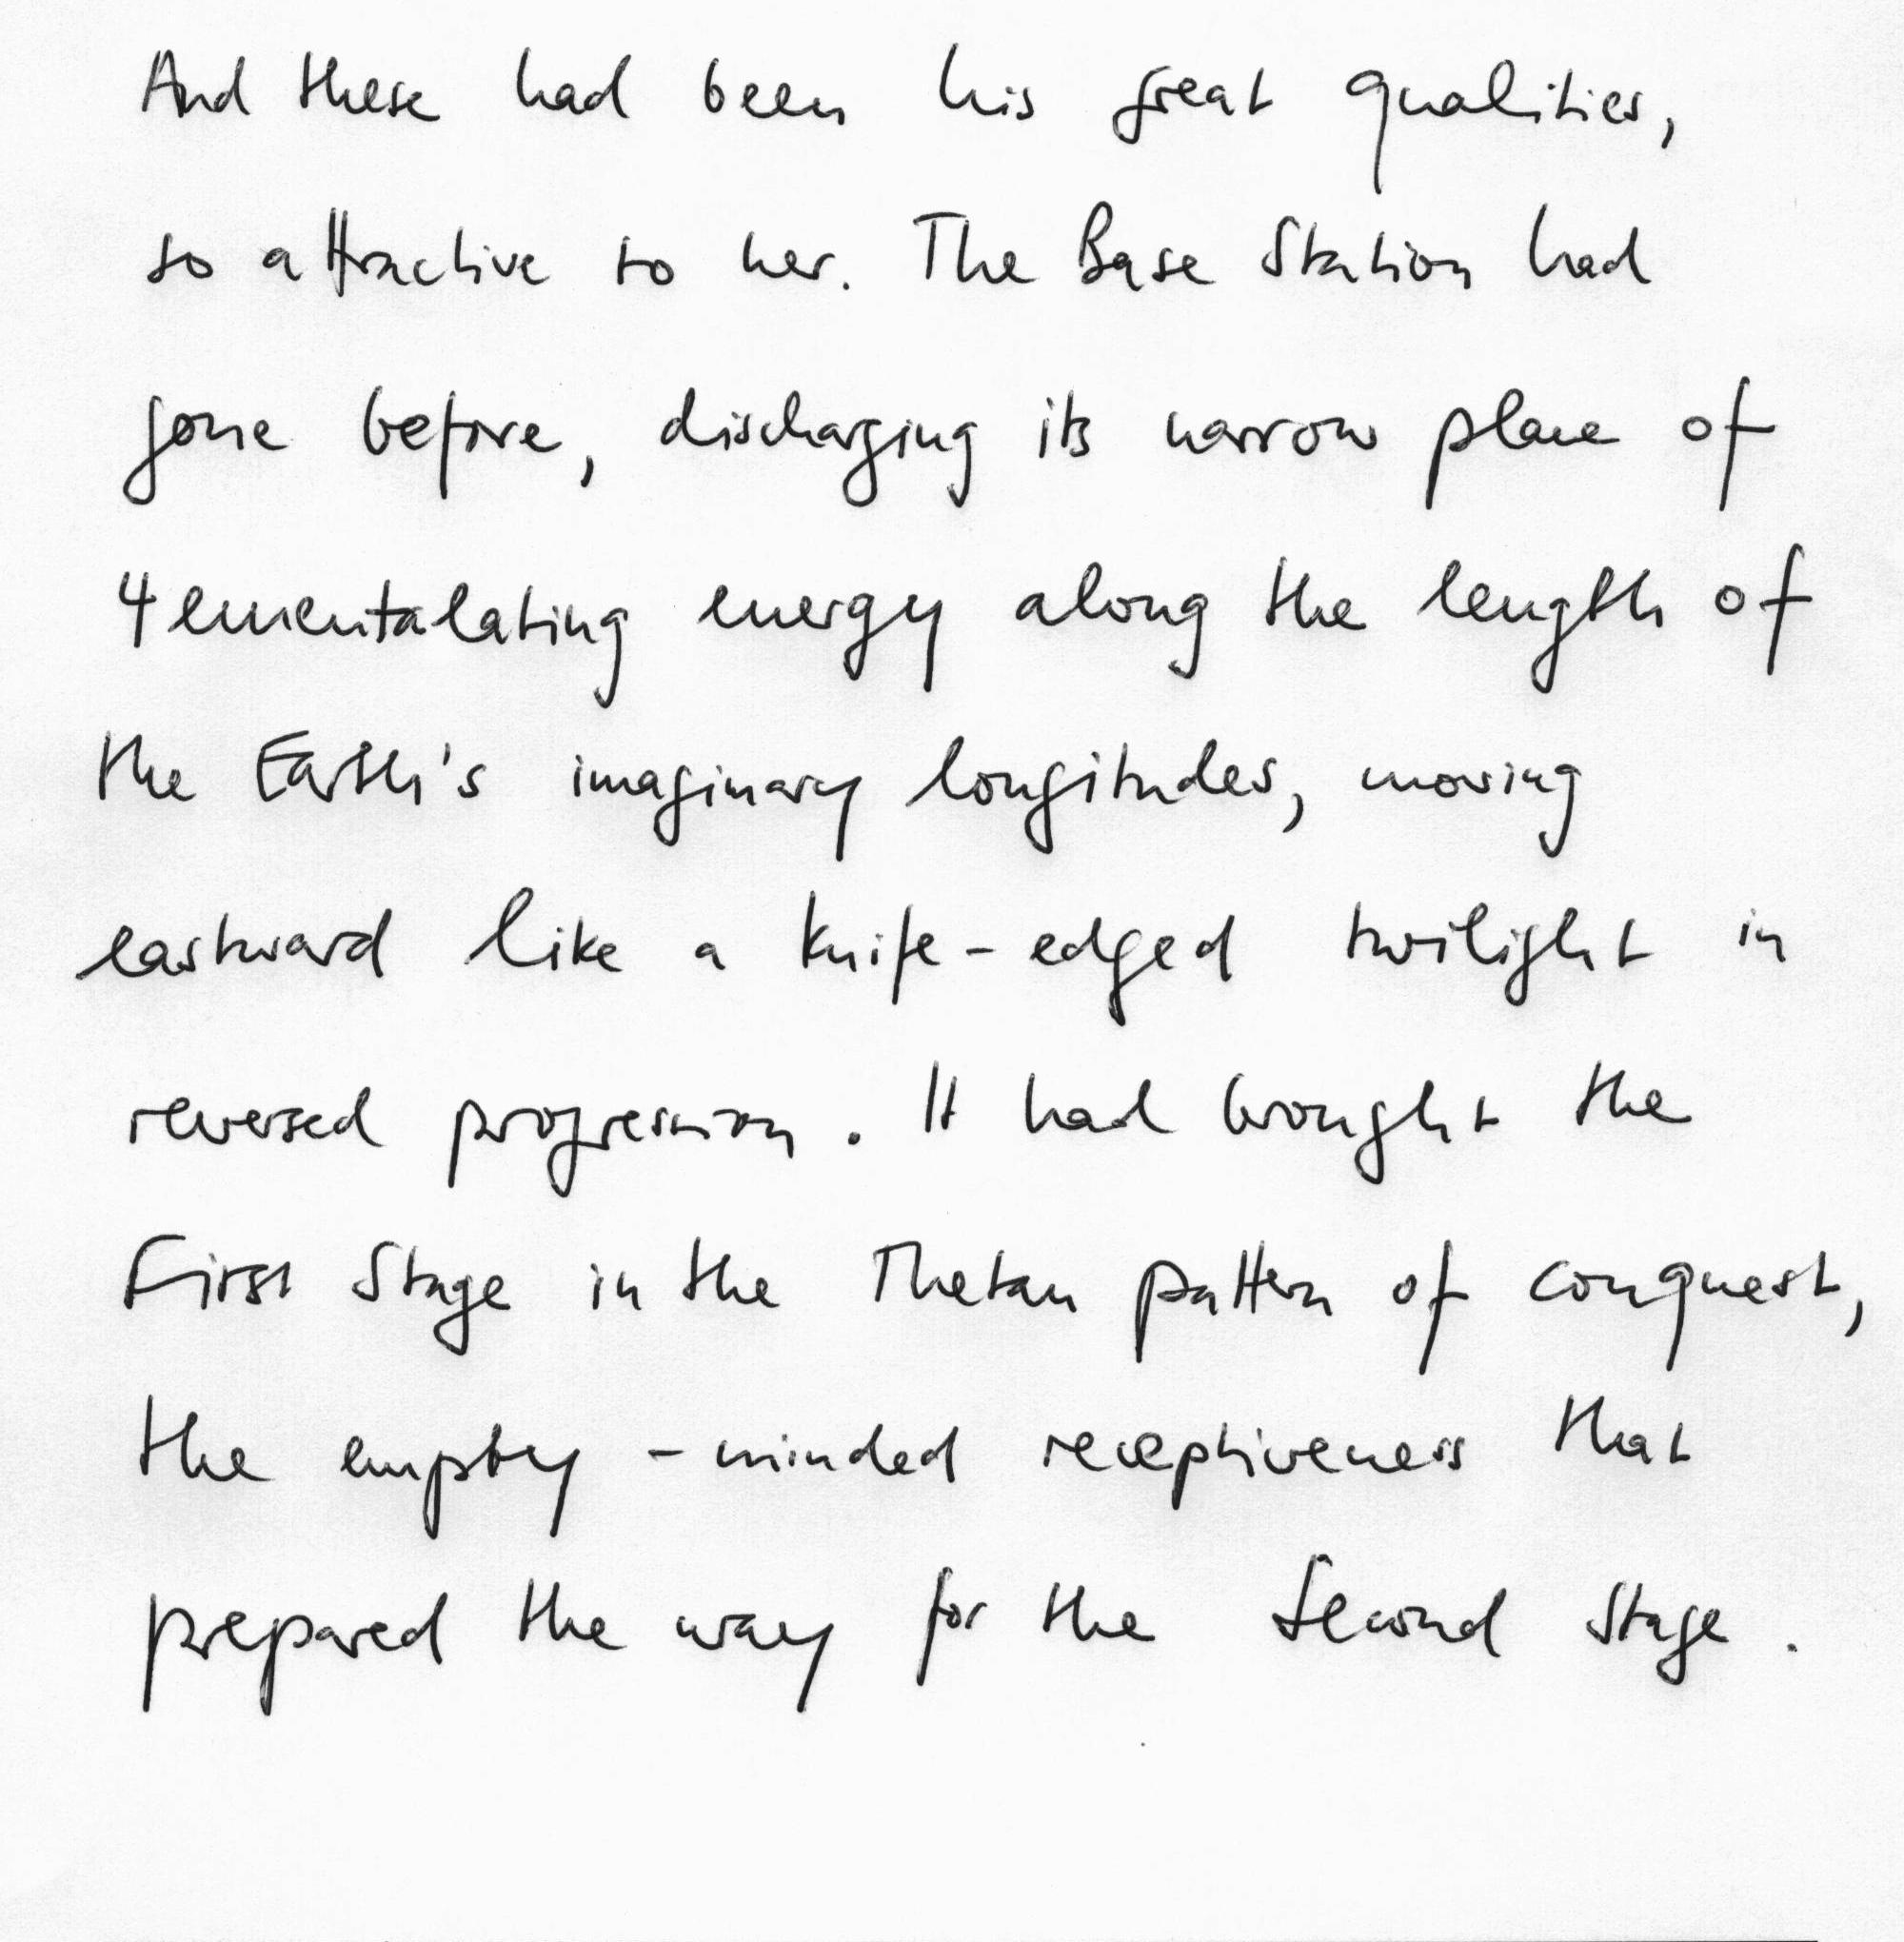 And these had been his great qualities,
so attractive to her. The Base Station had
gone before, discharging its narrow place of
4ementalating energy along the length of
the Earth's imaginary longitudes, moving
eastward like a knife-edged twilight in
reversed progression. It had brought the
First Stage in the Thetan pattern of conquest,
the empty-minded receptiveness that
prepared the way for the Second Stage.